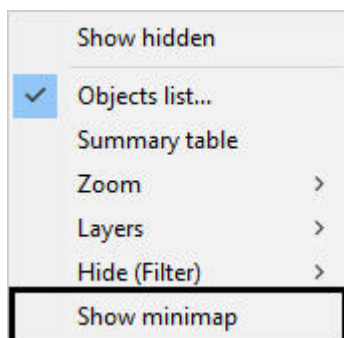 Show hidden
Objects list...
Summary table
Zoom
Layers
Hide (Filter)
Show minimap